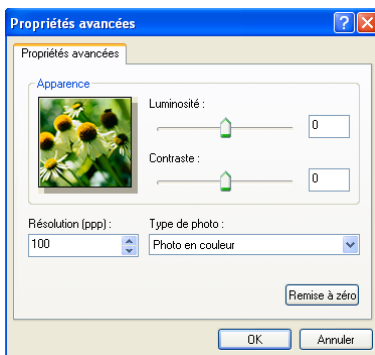 Propriétés avancées
Propriétés avancées
Apparence
Luminosité :
0
Contraste :
0
Résolution (ppp) :
Type de photo :
100
Photo en couleur
Remise à zéro
OK
Annuler